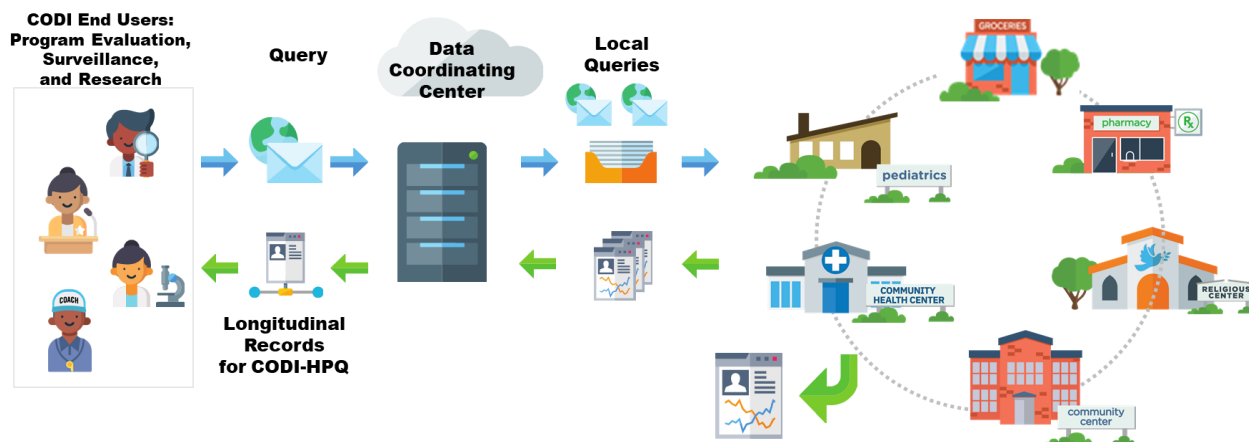 CODI End Users:
Program Evaluation,
Surveillance,
and Research
Query
Data
Coordinating
Center
Local
Queries
GROCERIES
pharmacy
Rx
pediatrics
COMMUNITY
HEALTH CENTER
RELIGIOUS
CENTER
COACH
Longitudinal
Records
for CODI-HPQ
community
center